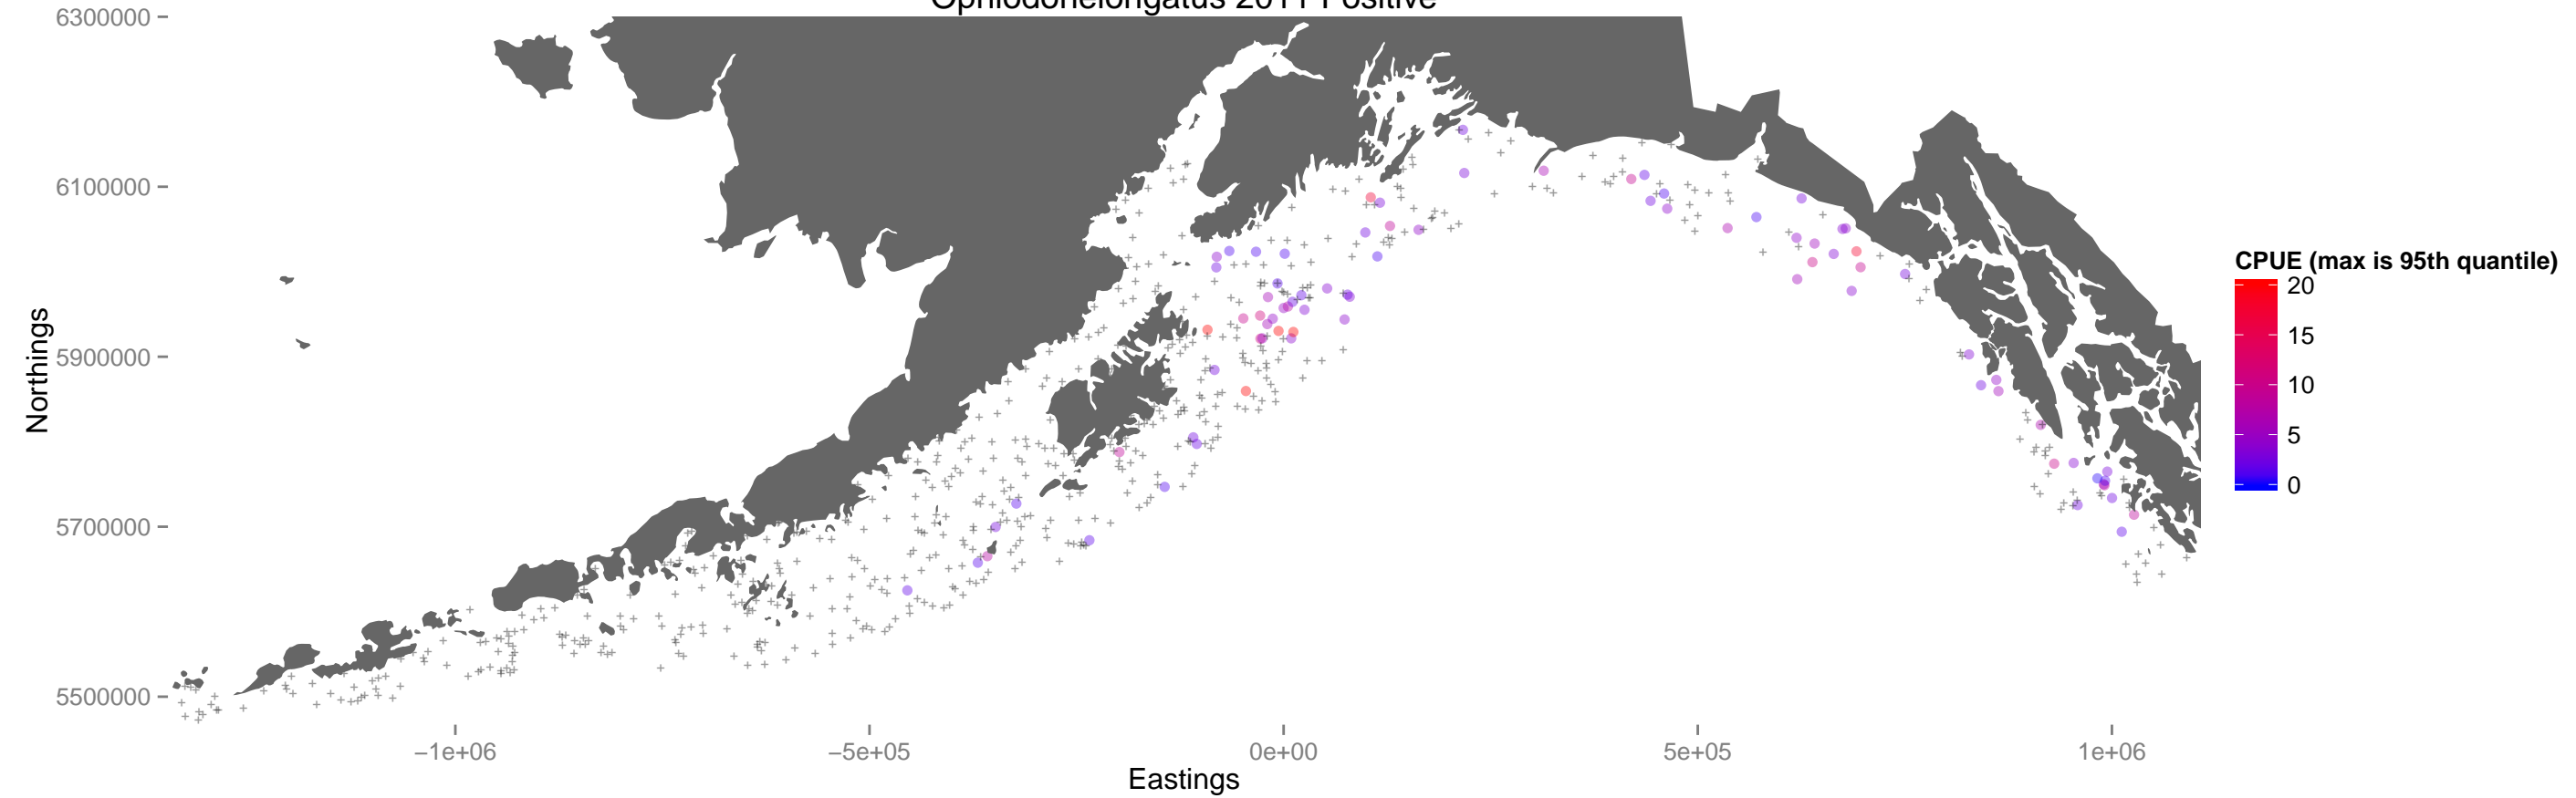 Ophiodonelongatus 2011 Positive
6300000
6100000
5900000
5700000
5500000
Northings
−1e+06
−5e+05
0e+00
5e+05
1e+06
Eastings
CPUE (max is 95th quantile)
20
15
10
5
0